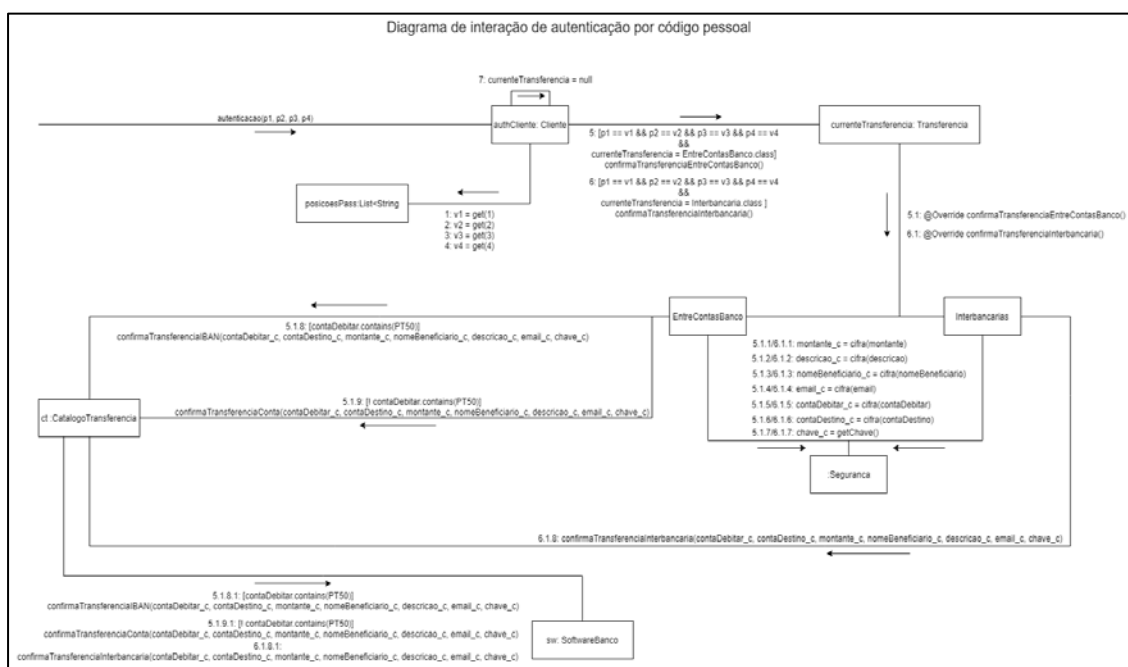 Diagrama de interação de autenticação por código pessoal
7: currenteTransferência = null
autenticacao(p1, p2, p3, p4)
authCliente: Cliente
currenteTransferencia: Transferencia
5: [p1 == v1 && p2 == v2 && p3 == v3 && p4 == v4
&&
currenteTransferência = EntreContasBanco.class]
confirmaTransferenciaEntreContasBanco()
6: [p1 == v1 && p2 == v2 && p3 == v3 && p4 == v4
&&
currenteTransferência = Interbancaria.class ]
confirmaTransferenciaInterbancaria()
posicoesPass:List<String
1: v1 = get(1)
2: v2 = get(2)
3: v3 = get(3)
4: v4 = get(4)
5.1: @Override confirmaTransferenciaEntreContasBanco()
6.1: @Override confirmaTransferenciaInterbancaria()
EntreContasBanco
Interbancarias
5.1.8: [contaDebitar.contains(PT50)]
confirmaTransferenciaIBAN(contaDebitar_c, contaDestino_c, montante_c, nomeBeneficiario_c, descricao_c, email_c, chave_c)
5.1.1/6.1.1: montante_c = cifra(montante)
5.1.2/6.1.2: descricao_c = cifra(descricao)
5.1.3/6.1.3: nomeBeneficiario_c = cifra(nomeBeneficiario)
5.1.4/6.1.4: email_c = cifra(email)
5.1.5/6.1.5: contaDebitar_c = cifra(contaDebitar)
5.1.6/6.1.6: contaDestino_c = cifra(contaDestino)
5.1.7/6.1.7: chave_c = getChave()
5.1.9: [! contaDebitar.contains(PT50)]
confirmaTransferenciaConta(contaDebitar_c, contaDestino_c, montante_c, nomeBeneficiario_c, descricao_c, email_c, chave_c)
ct :CatalogoTransferencia
:Seguranca
6.1.8: confirmaTransferenciaInterbancaria(contaDebitar_c, contaDestino_c, montante_c, nomeBeneficiario_c, descricao_c, email_c, chave_c)
5.1.8.1: [contaDebitar.contains(PT50)]
confirmaTransferenciaIBAN(contaDebitar_c, contaDestino_c, montante_c, nomeBeneficiario_c, descricao_c, email_c, chave_c)
5.1.9.1: [! contaDebitar.contains(PT50)]
confirmaTransferenciaConta(contaDebitar_c, contaDestino_c, montante_c, nomeBeneficiario_c, descricao_c, email_c, chave_c)
6.1.8.1:
confirmaTransferenciaInterbancaria(contaDebitar_c, contaDestino_c, montante_c, nomeBeneficiario_c, descricao_c, email_c, chave_c)
sw: SoftwareBanco